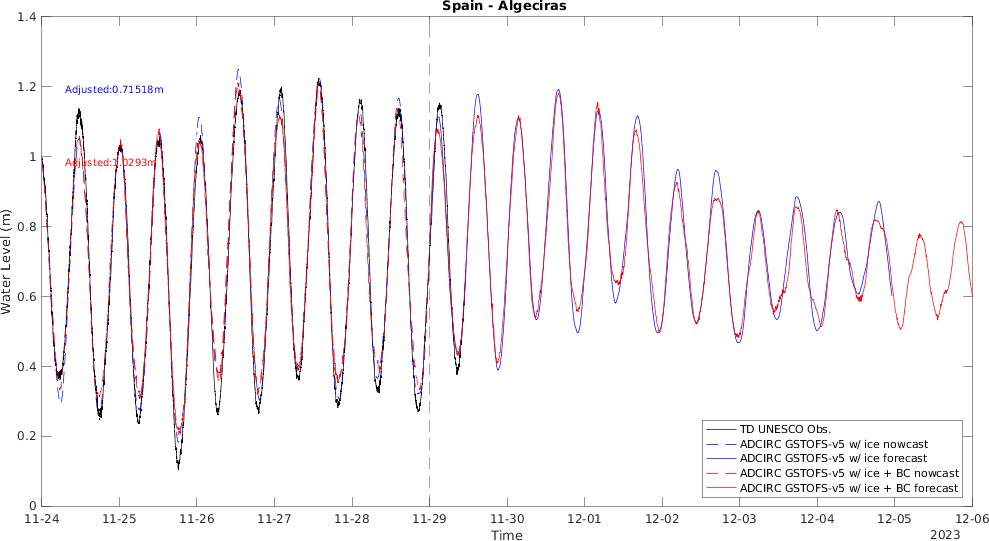 Spain - Algeciras
1.4
1.2
1
0.8
0.6
0.4
0.2
0
Water Level (m)
Adjusted:0.71518m
Adjusted:1.0293m
TD UNESCO Obs.
ADCIRC GSTOFS-v5 w/ ice nowcast
ADCIRC GSTOFS-v5 w/ ice forecast
ADCIRC GSTOFS-v5 w/ ice + BC nowcast
ADCIRC GSTOFS-v5 w/ ice + BC forecast
11-24 11-25 11-26 11-27 11-28 11-29 11-30 12-01 12-02 12-03 12-04 12-05 12-06
Time
2023